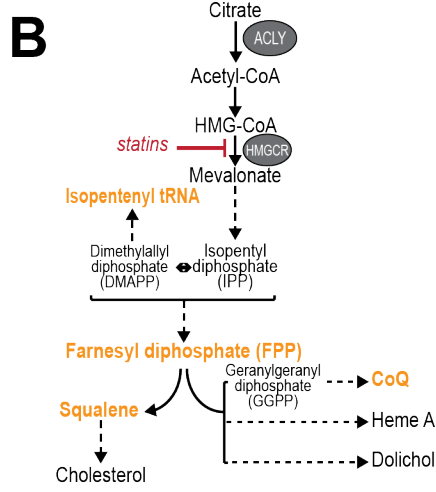 B
Citrate
ACLY
Acetyl-CoA
HMG-CoA
statins
HMGCR
Mevalonate
Isopentenyl tRNA
Dimethylallyl
diphosphate
(DMAPP)
Isopentyl
diphosphate
(IPP)
Farnesyl diphosphate (FPP)
Geranylgeranyl
diphosphate
(GGPP)
CoQ
Squalene
Heme A
Dolichol
Cholesterol